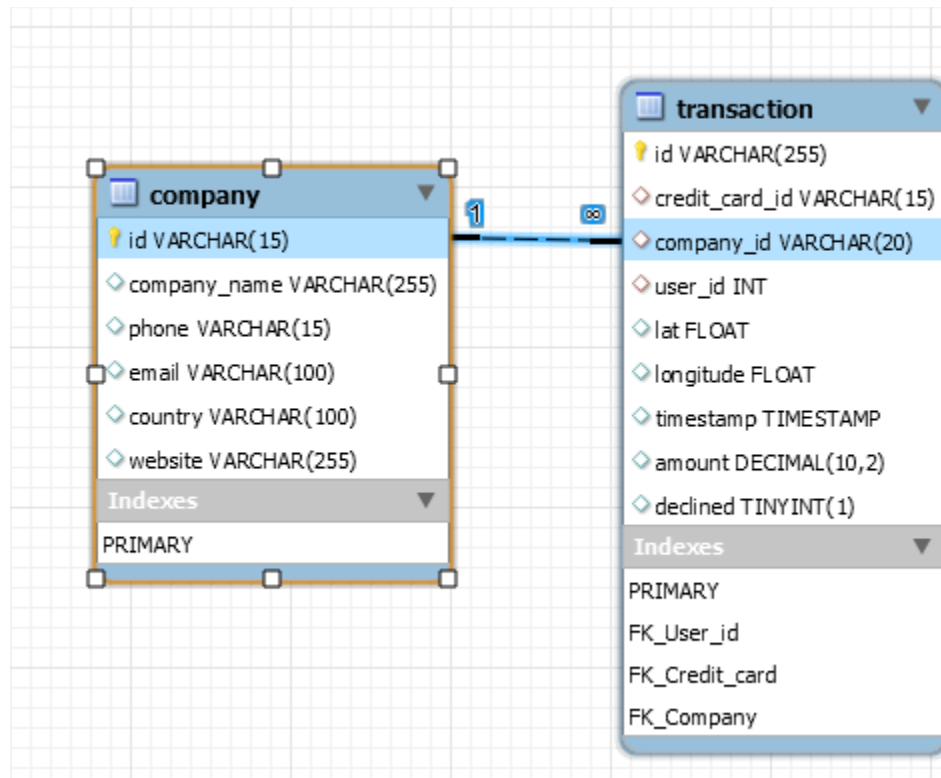 company
id VARCHAR(15)
company_name VARCHAR(255)
phone VARCHAR(15)
email VARCHAR(100)
country VARCHAR(100)
website VARCHAR(255)
Indexes
PRIMARY
1
∞
transaction
id VARCHAR(255)
credit_card_id VARCHAR(15)
company_id VARCHAR(20)
user_id INT
lat FLOAT
longitude FLOAT
timestamp TIMESTAMP
amount DECIMAL(10,2)
declined TINYINT(1)
Indexes
PRIMARY
FK_User_id
FK_Credit_card
FK_Company